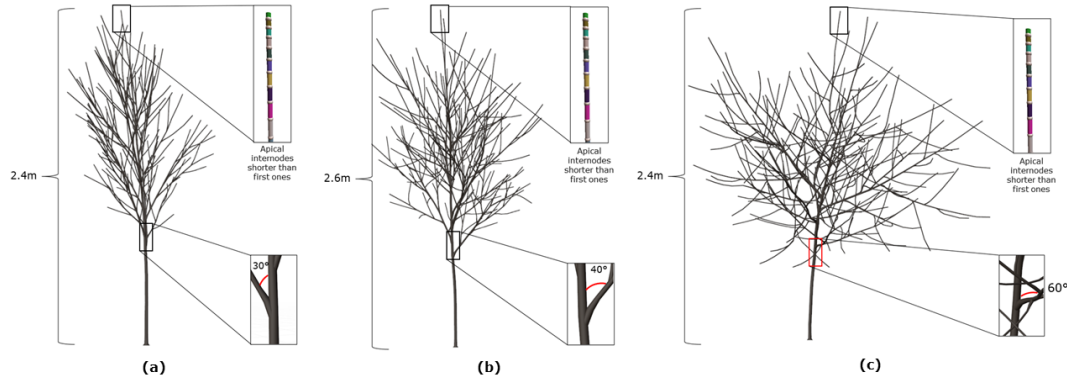 2.4m
Apical
internodes
shorter than
first ones
30°
(a)
2.6m
Apical
internodes
shorter than
first ones
40°
(b)
2.4m
Apical
internodes
shorter than
first ones
60°
(c)